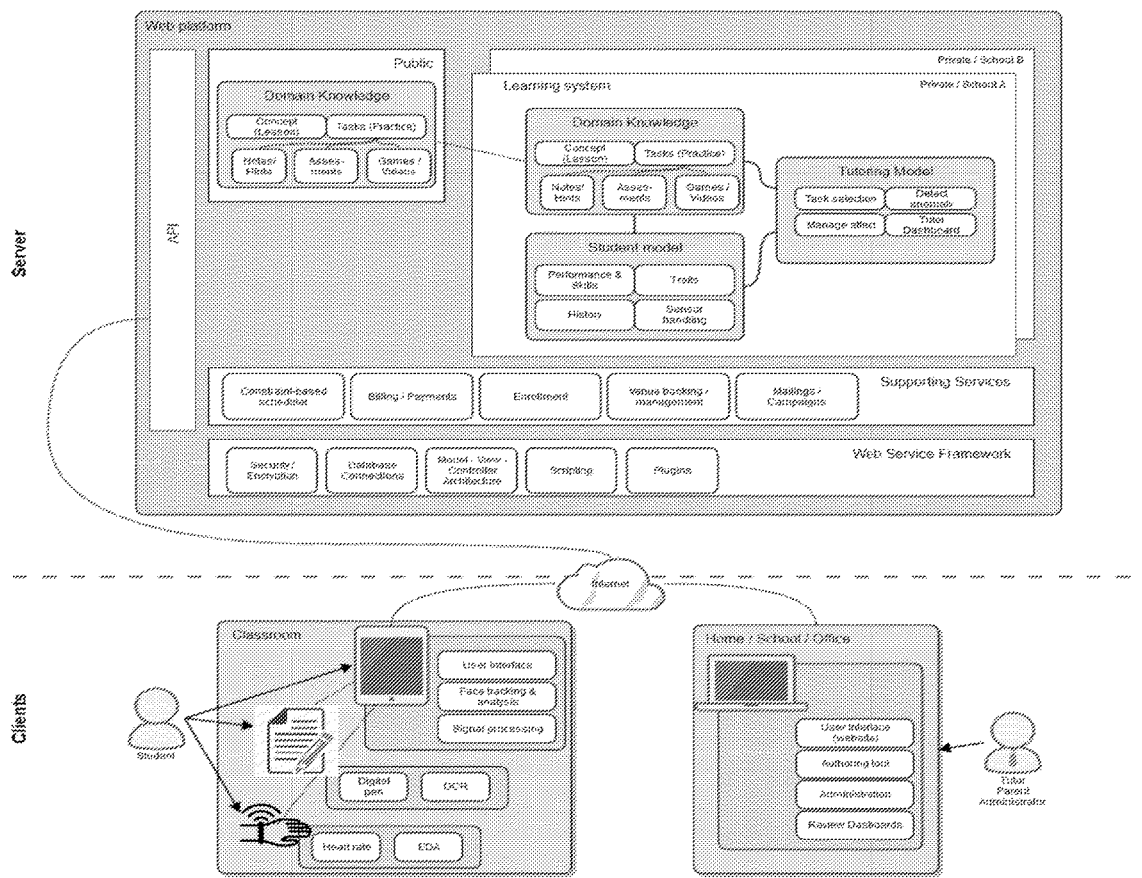 Web platform
Public
Private / School B
Learning system
Private / School A
Domain Knowledge
Concept
(Lesson)
Tasks (Practice)
Notes/
Hints
Assess-
ments
Games /
Videos
Domain Knowledge
Concept
(Lesson)
Tasks (Practice)
Notes/
Hints
Assess-
ments
Games /
Videos
Tutoring Model
Task selection
Detect
anomaly
Manage affect
Tutor
Dashboard
Student model
Performance &
Skills
Traits
History
Sensor
handling
API
Server
Constraint-based
scheduler
Billing / Payments
Enrollment
Venue booking /
management
Mailings /
Campaigns
Supporting Services
Security /
Encryption
Database
Connections
Model - View -
Controller
Architecture
Scripting
Plugins
Web Service Framework
Internet
Clients
Classroom
User Interface
Face tracking &
analysis
Signal processing
Student
Digital
pen
OCR
Heart rate
EDA
Home / School / Office
User Interface
(website)
Authoring tool
Administration
Review Dasboards
Tutor
Parent
Administrator